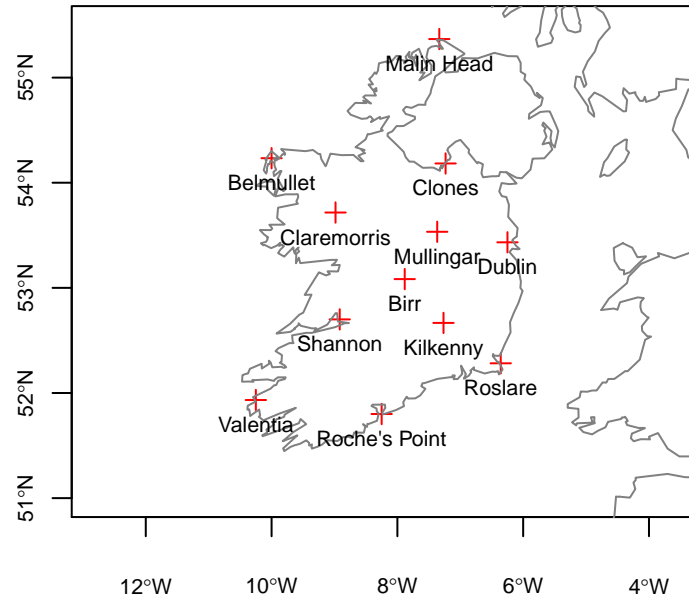 55°N
54°N
53°N
52°N
51°N
Malin Head
Belmullet
Clones
Claremorris
Mullingar
Dublin
Birr
Shannon
Kilkenny
Roslare
Valentia
Roche's Point
12°W
10°W
8°W
6°W
4°W